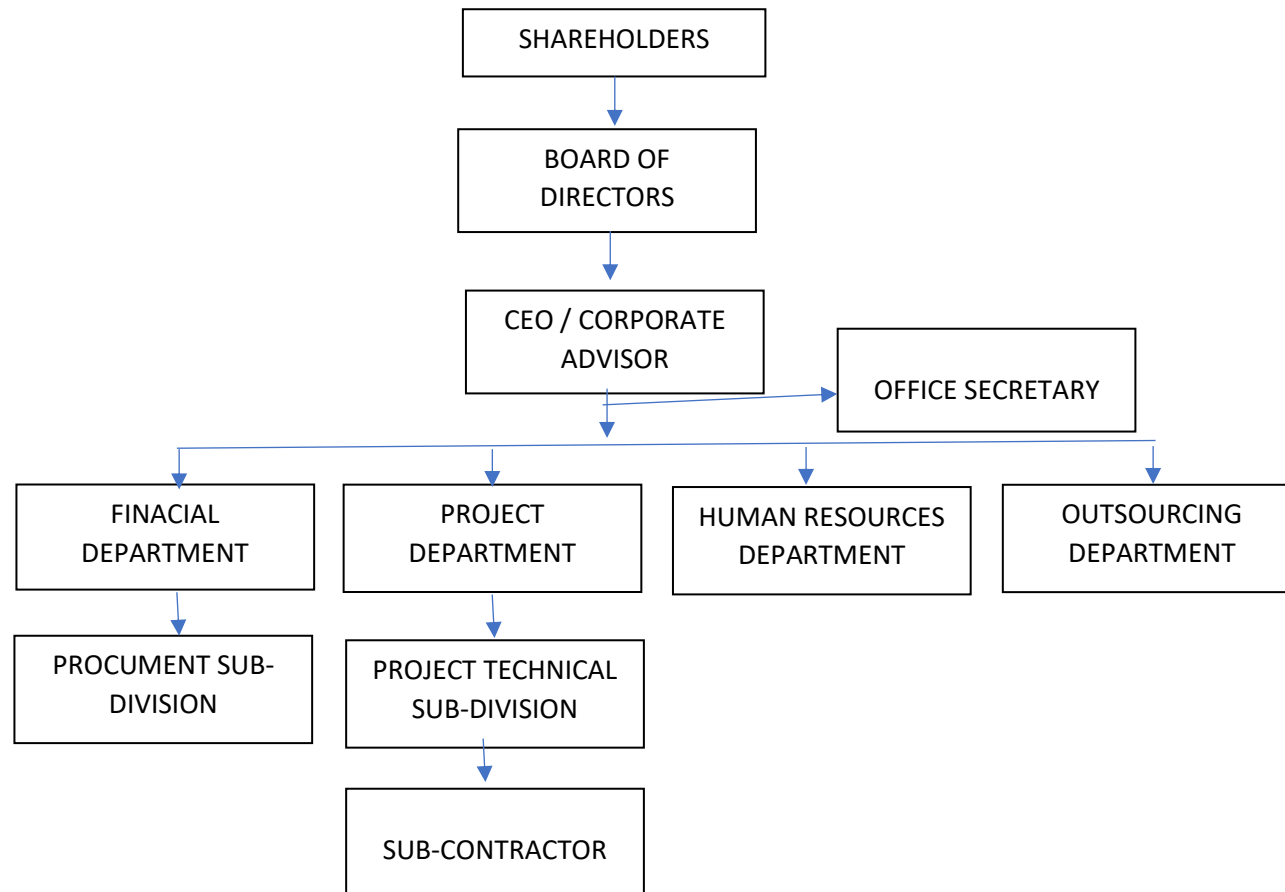 SHAREHOLDERS
BOARD OF
DIRECTORS
CEO / CORPORATE
ADVISOR
OFFICE SECRETARY
FINACIAL
DEPARTMENT
PROJECT
DEPARTMENT
HUMAN RESOURCES
DEPARTMENT
OUTSOURCING
DEPARTMENT
PROCUMENT SUB-
DIVISION
PROJECT TECHNICAL
SUB-DIVISION
SUB-CONTRACTOR